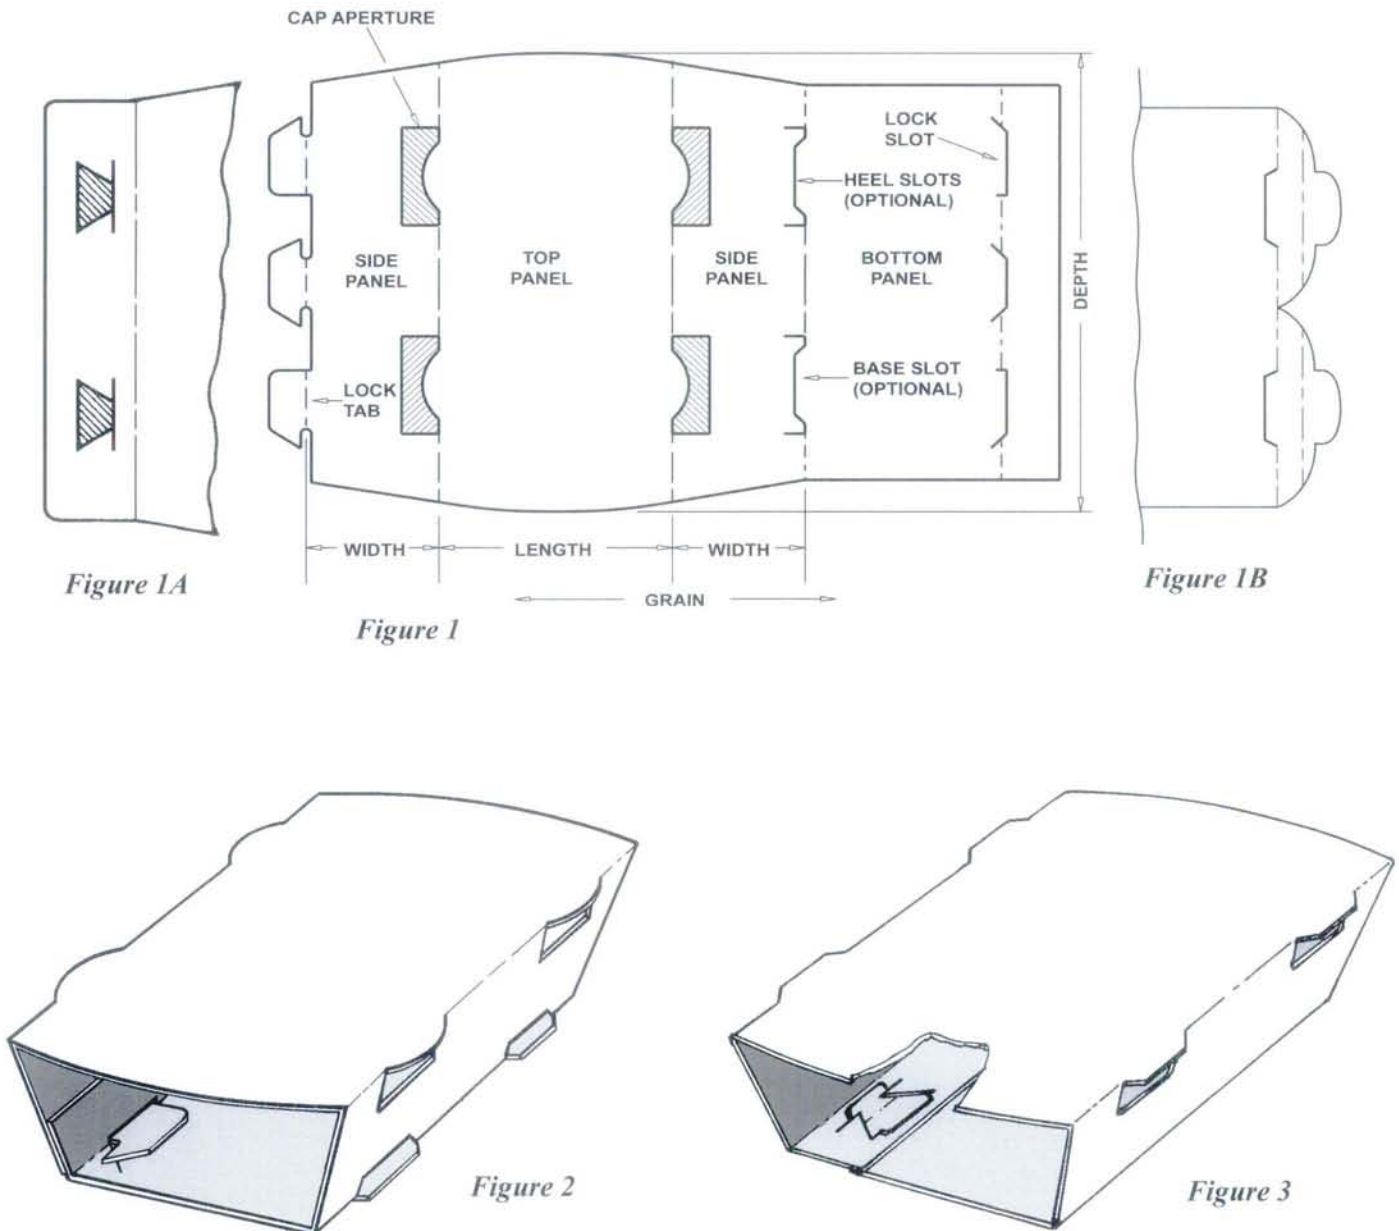 CAP APERTURE
LOCK
SLOT
HEEL SLOTS
(OPTIONAL)
SIDE
PANEL
TOP
PANEL
SIDE
PANEL
BOTTOM
PANEL
DEPTH
LOCK
TAB
BASE SLOT
(OPTIONAL)
WIDTH
LENGTH
WIDTH
GRAIN
Figure 1A
Figure 1
Figure 1B
Figure 2
Figure 3